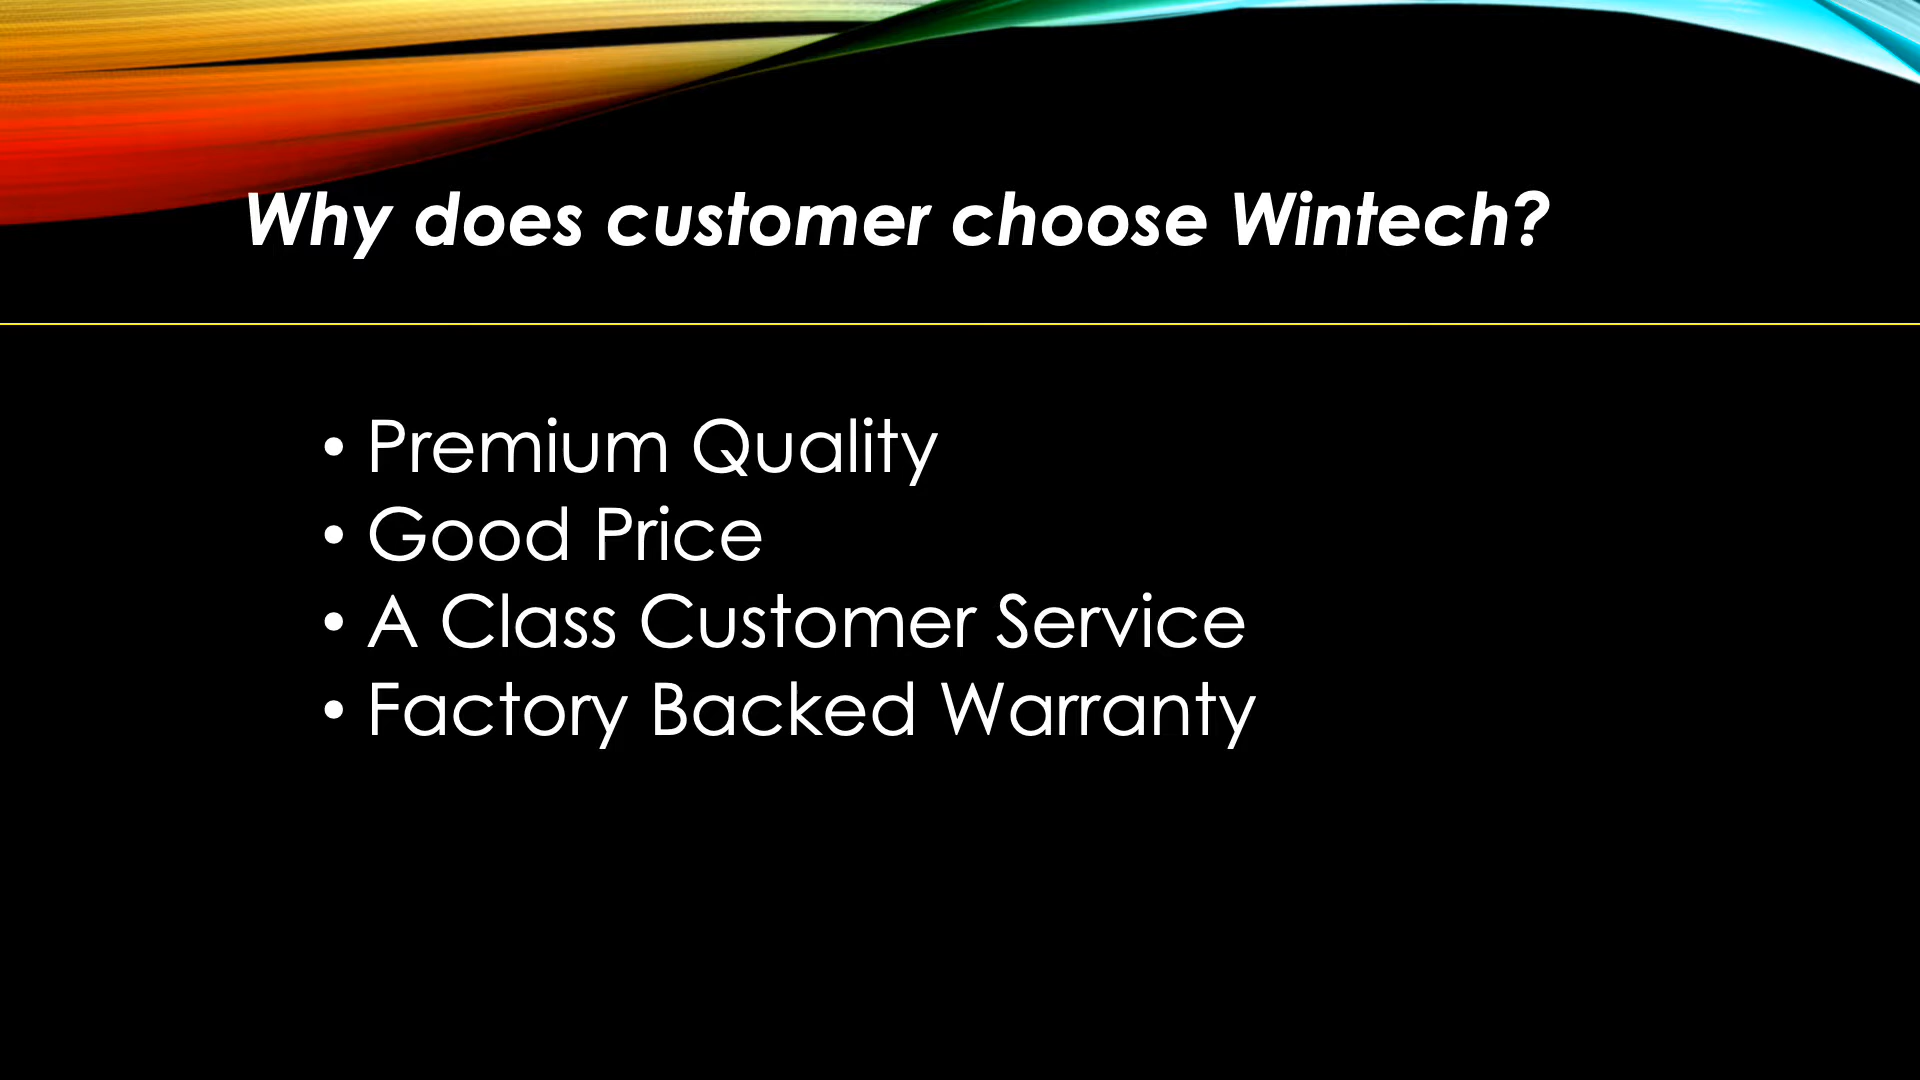 Why does customer choose Wintech?
• Premium Quality
• Good Price
• A Class Customer Service
• Factory Backed Warranty